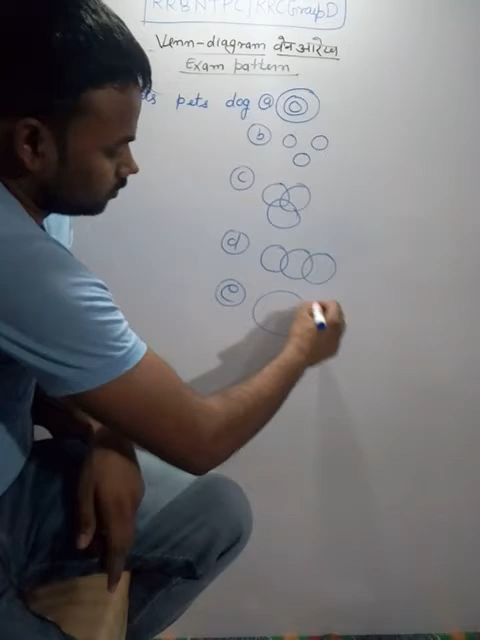 RRBNTPC/RRCGroupD
Venn-diagram वेन आरेख
Exam pattern
pets dog ⓐ
ⓑ
ⓒ
ⓓ
ⓔ